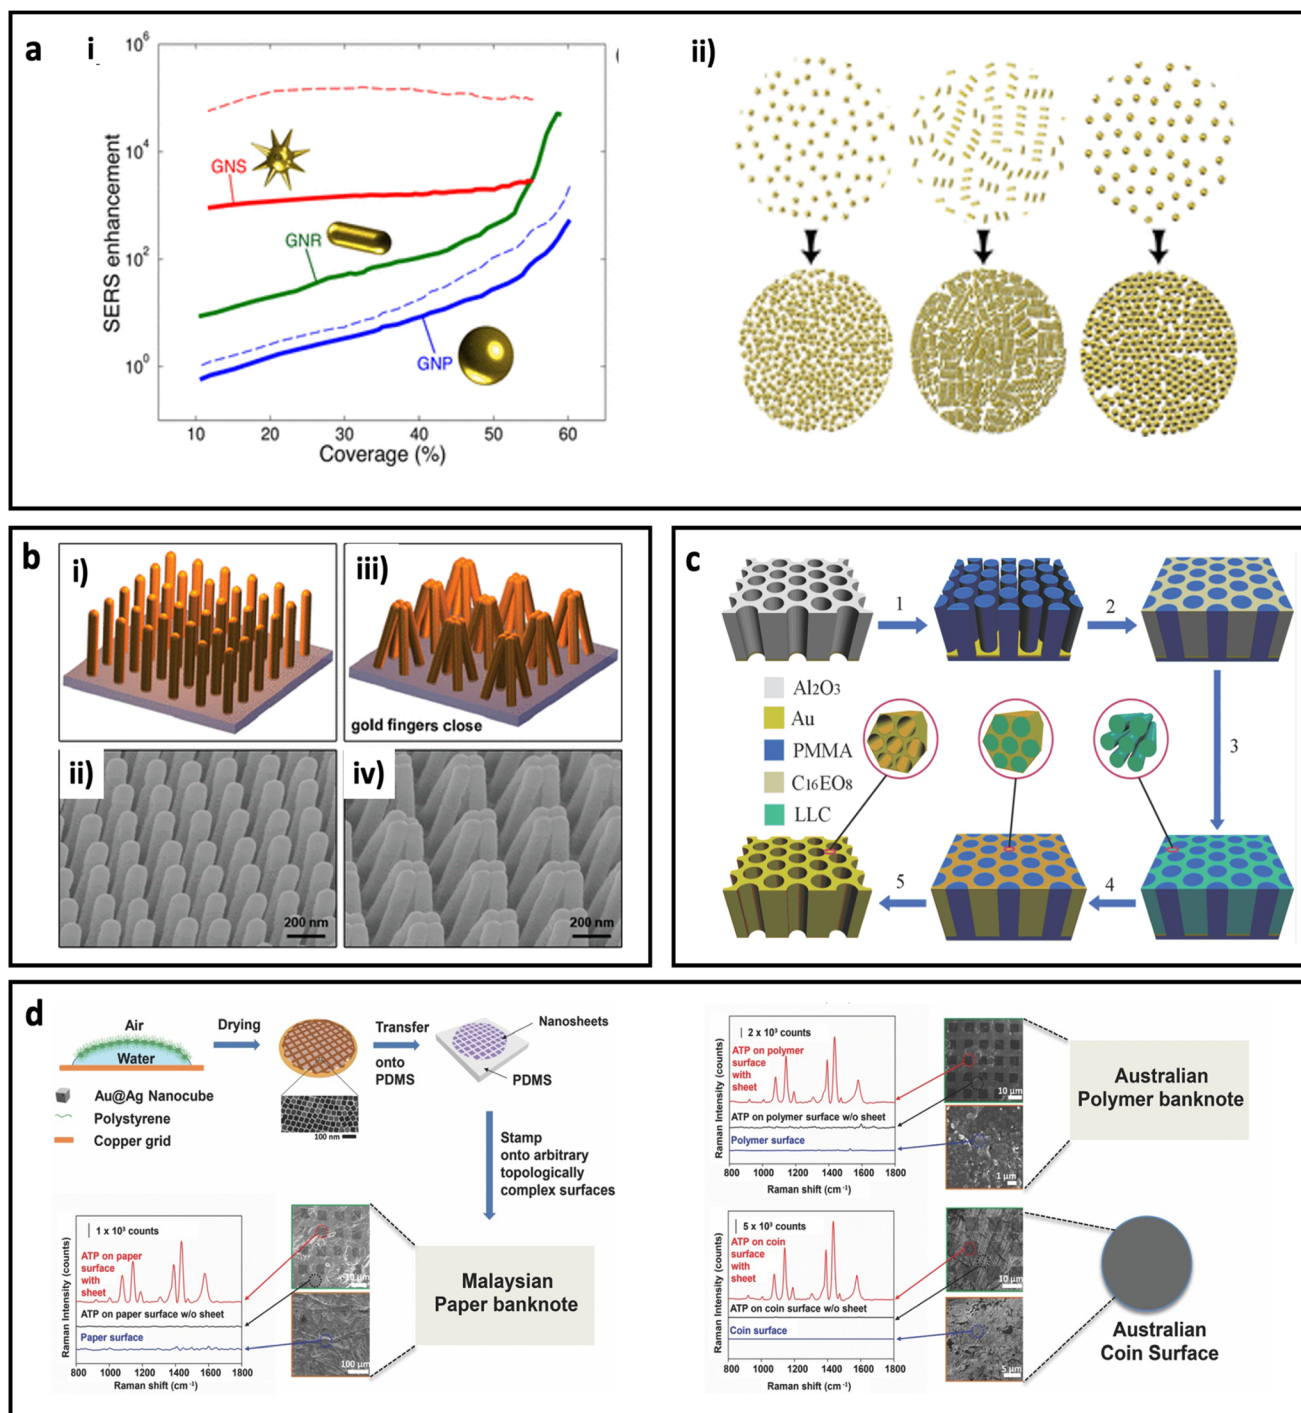 a
i
ii)
10⁶
10⁴
10²
10⁰
SERS enhancement
GNS
GNR
GNP
10 20 30 40 50 60
Coverage (%)
b
i)
iii)
gold fingers close
ii)
iv)
200 nm
200 nm
c
1
2
3
4
5
Al₂O₃
Au
PMMA
C₁₆EO₈
LLC
d
Air
Water
Drying
Transfer
onto
PDMS
Nanosheets
PDMS
Au@Ag Nanocube
Polystyrene
Copper grid
100 nm
Stamp
onto arbitrary
topologically
complex surfaces
Raman Intensity (counts)
1 x 10³ counts
ATP on paper
surface
with
sheet
ATP on paper surface w/o sheet
Paper surface
800 1000 1200 1400 1600 1800
Raman shift (cm⁻¹)
10 µm
100 µm
Malaysian
Paper banknote
Raman Intensity (counts)
2 x 10³ counts
ATP on polymer
surface
with
sheet
ATP on polymer surface w/o sheet
Polymer surface
800 1000 1200 1400 1600 1800
Raman shift (cm⁻¹)
10 µm
1 µm
Australian
Polymer banknote
Raman Intensity (counts)
5 x 10³ counts
ATP on coin
surface
with
sheet
ATP on coin surface w/o sheet
Coin surface
800 1000 1200 1400 1600 1800
Raman shift (cm⁻¹)
10 µm
5 µm
Australian
Coin Surface